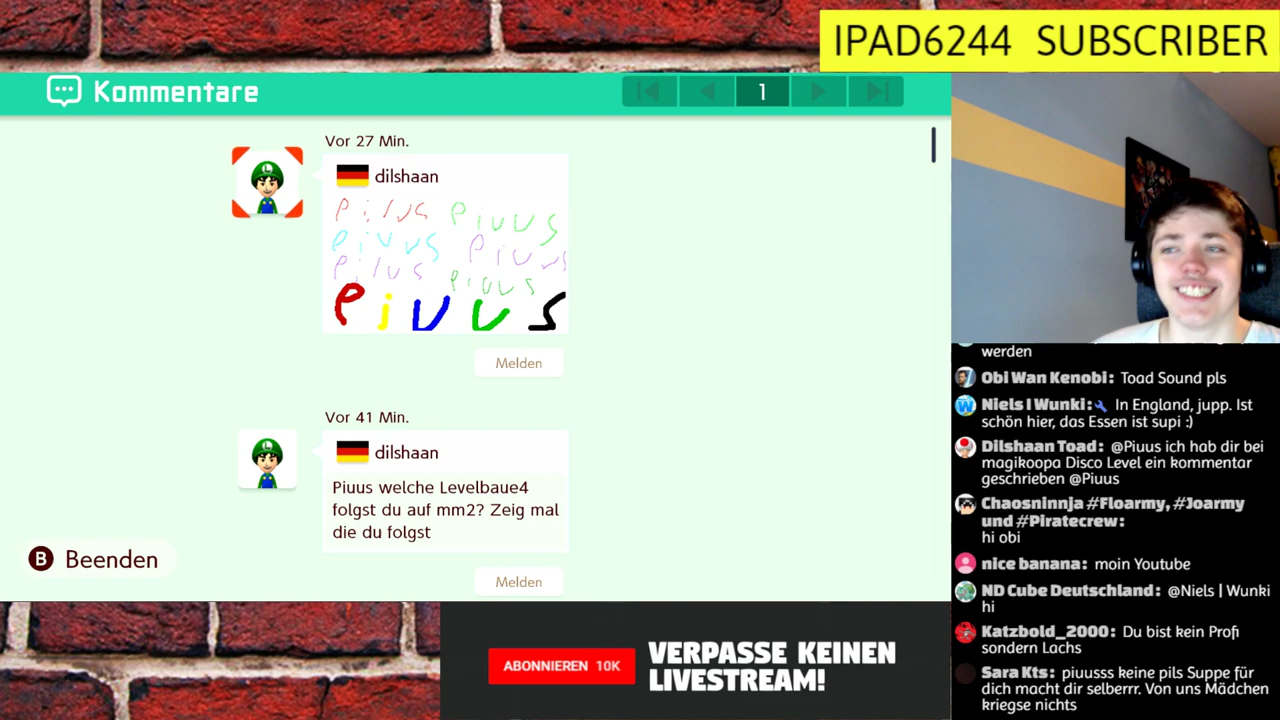 IPAD6244 SUBSCRIBER
Kommentare
1
Vor 27 Min.
dilshaan
Piuus Piuus
Piuus Piuus
Piuus Piuus
Piuus
Melden
Vor 41 Min.
dilshaan
Piuus welche Levelbaue4
folgst du auf mm2? Zeig mal
die du folgst
Melden
B Beenden
ABONNIEREN 10K
VERPASSE KEINEN
LIVESTREAM!
werden
Obi Wan Kenobi: Toad Sound pls
Niels | Wunki: In England, jupp. Ist
schön hier, das Essen ist supi :)
Dilshaan Toad: @Piuus ich hab dir bei
magikoopa Disco Level ein kommentar
geschrieben @Piuus
Chaosninnja #Floarmy, #Joarmy
und #Piratecrew:
hi obi
nice banana: moin Youtube
ND Cube Deutschland: @Niels | Wunki
hi
Katzbold_2000: Du bist kein Profi
sondern Lachs
Sara Kts: piuusss keine pils Suppe für
dich macht dir selberrr. Von uns Mädchen
kriegse nichts